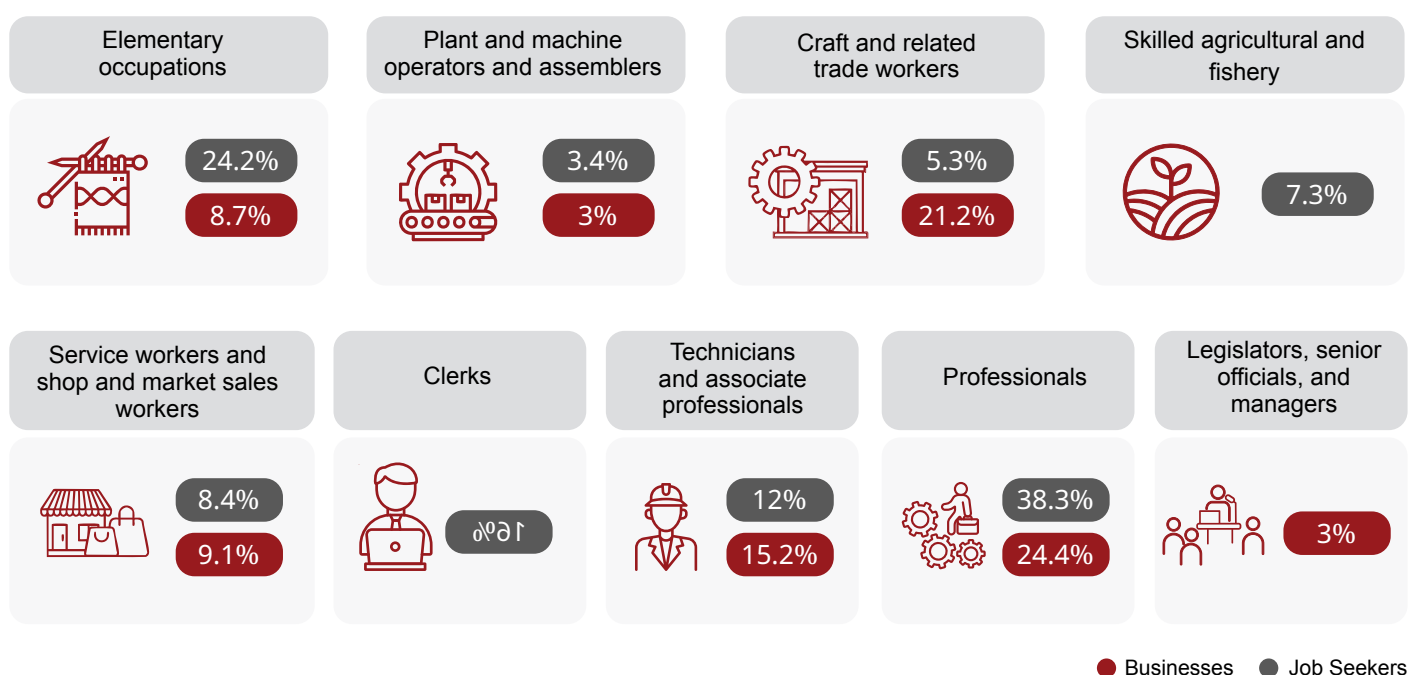 Elementary
occupations
24.2%
8.7%
Plant and machine
operators and assemblers
3.4%
3%
Craft and related
trade workers
5.3%
21.2%
Skilled agricultural and
fishery
7.3%
Service workers and
shop and market sales
workers
8.4%
9.1%
Clerks
16%
Technicians
and associate
professionals
12%
15.2%
Professionals
38.3%
24.4%
Legislators, senior
officials, and
managers
3%
Businesses
Job Seekers